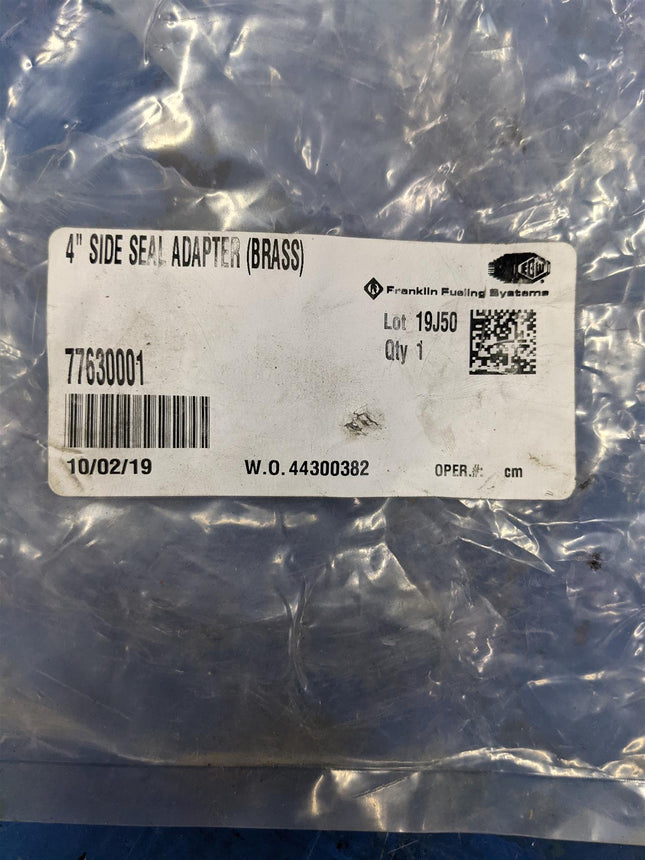 4" SIDE SEAL ADAPTER (BRASS)
Franklin Fueling Systems
Lot 19J50
Qty 1
77630001
10/02/19 W.O. 44300382 OPER.#: cm